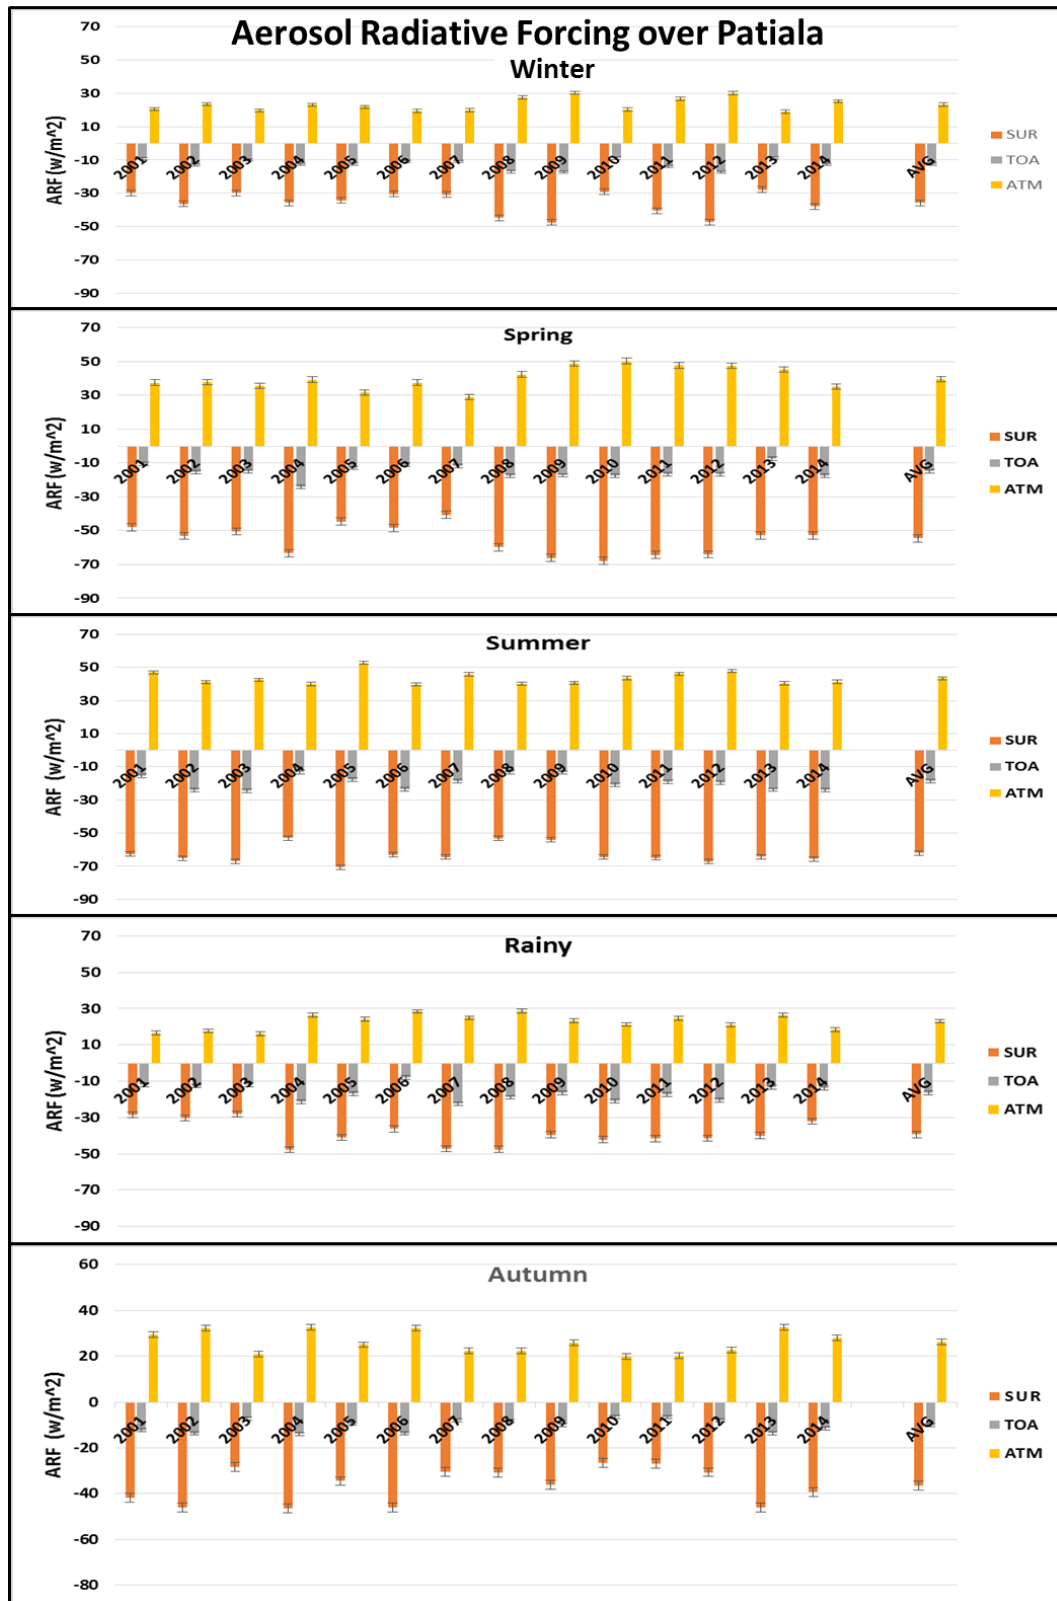 Aerosol Radiative Forcing over Patiala
Winter
70
50
30
10
-10
-30
-50
-70
-90
ARF (w/m^2)
2001 2002 2003 2004 2005 2006 2007 2008 2009 2010 2011 2012 2013 2014 AVG
SUR
TOA
ATM
Spring
70
50
30
10
-10
-30
-50
-70
-90
ARF (w/m^2)
2001 2002 2003 2004 2005 2006 2007 2008 2009 2010 2011 2012 2013 2014 AVG
SUR
TOA
ATM
Summer
70
50
30
10
-10
-30
-50
-70
-90
ARF (w/m^2)
2001 2002 2003 2004 2005 2006 2007 2008 2009 2010 2011 2012 2013 2014 AVG
SUR
TOA
ATM
Rainy
70
50
30
10
-10
-30
-50
-70
-90
ARF (w/m^2)
2001 2002 2003 2004 2005 2006 2007 2008 2009 2010 2011 2012 2013 2014 AVG
SUR
TOA
ATM
Autumn
60
40
20
0
-20
-40
-60
-80
ARF (w/m^2)
2001 2002 2003 2004 2005 2006 2007 2008 2009 2010 2011 2012 2013 2014 AVG
SUR
TOA
ATM